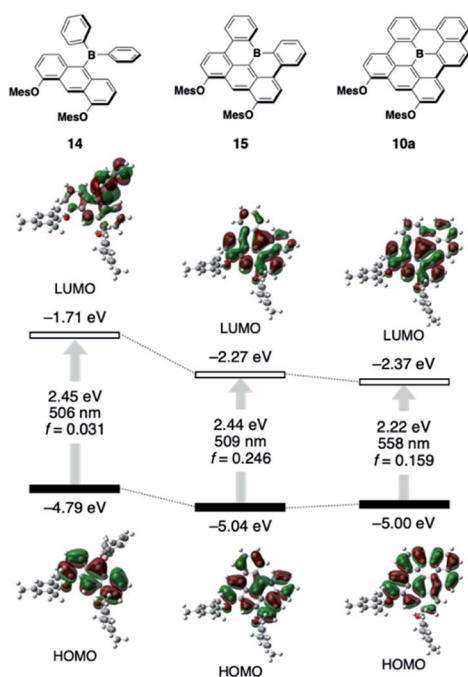 B
MesO
MesO
14
B
MesO
MesO
15
B
MesO
MesO
10a
LUMO
LUMO
LUMO
−1.71 eV
−2.27 eV
−2.37 eV
2.45 eV
506 nm
f = 0.031
2.44 eV
509 nm
f = 0.246
2.22 eV
558 nm
f = 0.159
−4.79 eV
−5.04 eV
−5.00 eV
HOMO
HOMO
HOMO